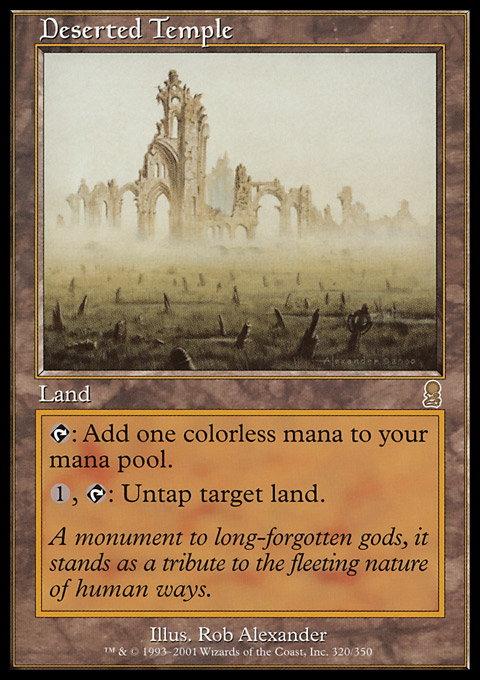 Deserted Temple
Alexander ©2000
Land
: Add one colorless mana to your
mana pool.
1, : Untap target land.
A monument to long-forgotten gods, it
stands as a tribute to the fleeting nature
of human ways.
Illus. Rob Alexander
™ & © 1993–2001 Wizards of the Coast, Inc. 320/350